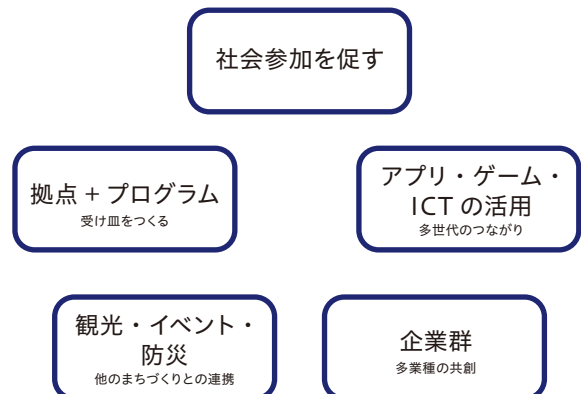 社会参加を促す
拠点 + プログラム
受け皿をつくる
アプリ・ゲーム・
ICT の活用
多世代のつながり
観光・イベント・
防災
他のまちづくりとの連携
企業群
多業種の共創